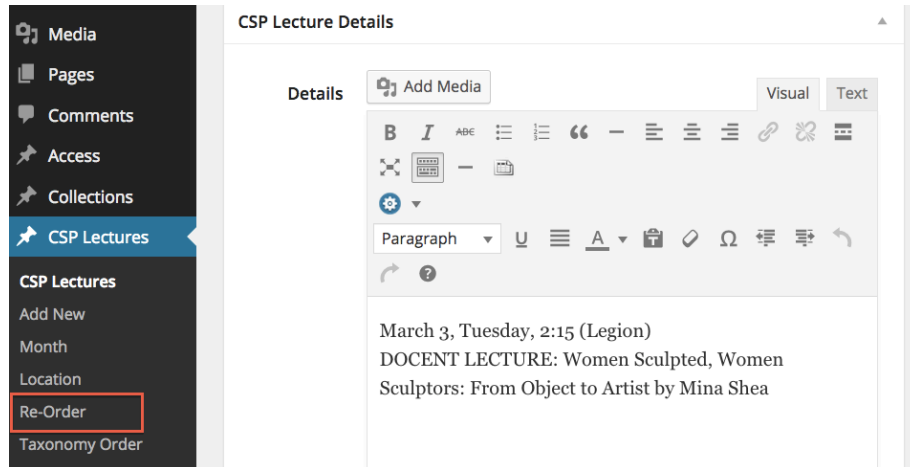 Media
Pages
Comments
Access
Collections
CSP Lectures
CSP Lectures
Add New
Month
Location
Re-Order
Taxonomy Order
CSP Lecture Details
Details
Add Media
Visual Text
B I ABC
Paragraph U A Ω
March 3, Tuesday, 2:15 (Legion)
DOCENT LECTURE: Women Sculpted, Women
Sculptors: From Object to Artist by Mina Shea